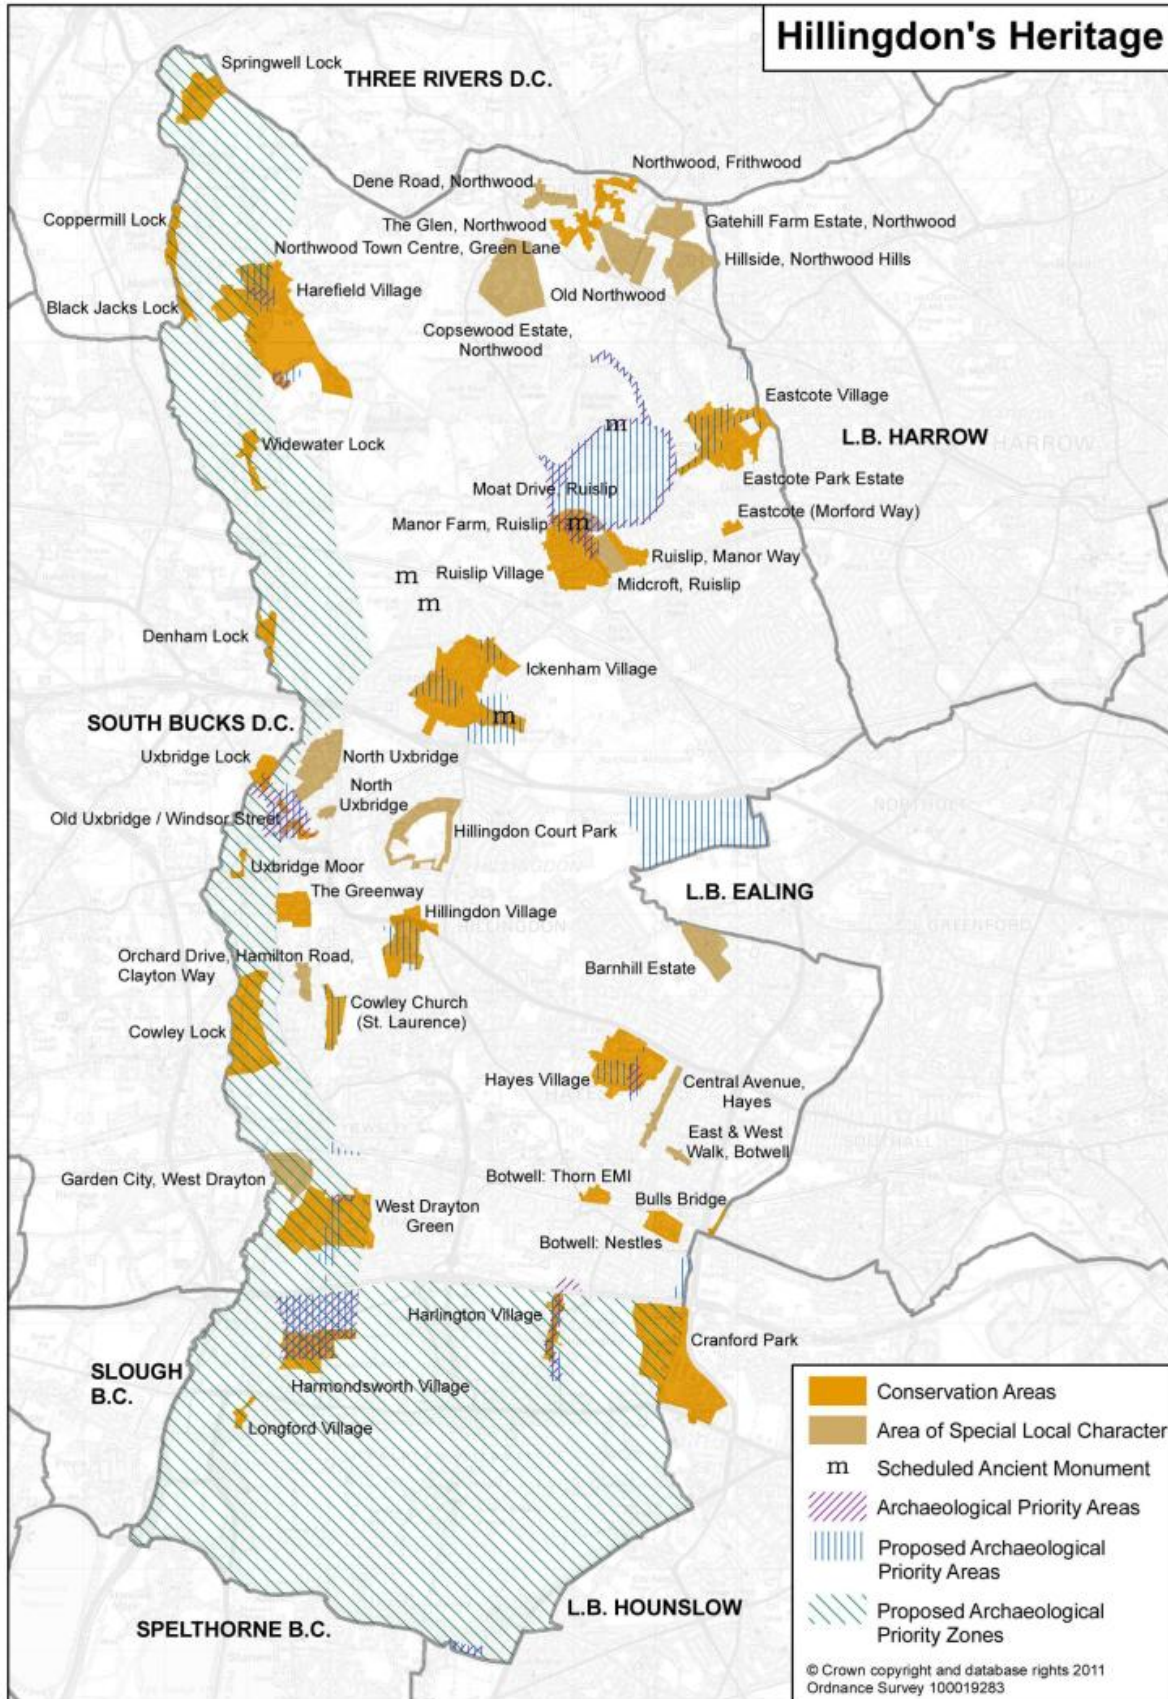 Hillingdon's Heritage
Springwell Lock
THREE RIVERS D.C.
Northwood, Frithwood
Dene Road, Northwood
Coppermill Lock
The Glen, Northwood
Gatehill Farm Estate, Northwood
Northwood Town Centre, Green Lane
Hillside, Northwood Hills
Harefield Village
Old Northwood
Black Jacks Lock
Copsewood Estate,
Northwood
Eastcote Village
m
L.B. HARROW
HARROW
Widewater Lock
Eastcote Park Estate
Moat Drive, Ruislip
Eastcote (Morford Way)
Manor Farm, Ruislip
m
Ruislip, Manor Way
Ruislip Village
m
Midcroft, Ruislip
m
Denham Lock
Ickenham Village
m
SOUTH BUCKS D.C.
Uxbridge Lock
North Uxbridge
North
Uxbridge
NORTHOLT
Old Uxbridge / Windsor Street
Hillingdon Court Park
Uxbridge Moor
The Greenway
L.B. EALING
Hillingdon Village
HILLINGDON
GREENFORD
Orchard Drive, Hamilton Road,
Clayton Way
Barnhill Estate
Cowley Church
(St. Laurence)
Cowley Lock
Hayes Village
Central Avenue,
Hayes
East & West
Walk, Botwell
Garden City, West Drayton
Botwell: Thorn EMI
Bulls Bridge
West Drayton
Green
Botwell: Nestles
Harlington Village
Cranford Park
SLOUGH
B.C.
Harmondsworth Village
Longford Village
L.B. HOUNSLOW
SPELTHORNE B.C.
Conservation Areas
Area of Special Local Character
m Scheduled Ancient Monument
Archaeological Priority Areas
Proposed Archaeological
Priority Areas
Proposed Archaeological
Priority Zones
© Crown copyright and database rights 2011
Ordnance Survey 100019283